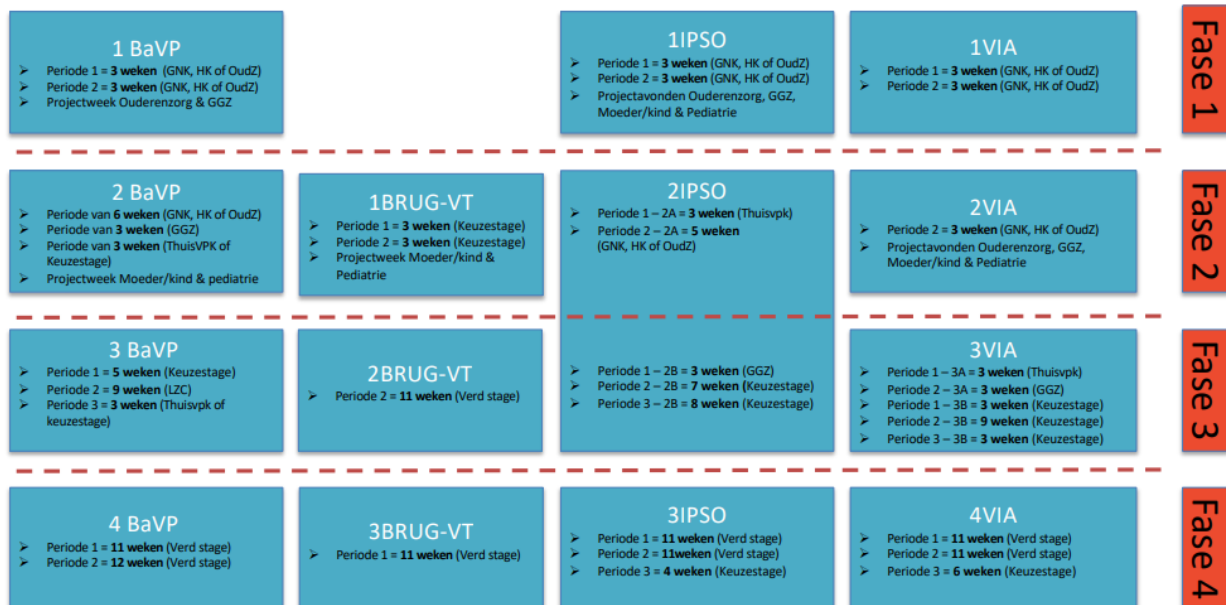 1 BaVP
➢ Periode 1 = 3 weken (GNK, HK of OudZ)
➢ Periode 2 = 3 weken (GNK, HK of OudZ)
➢ Projectweek Ouderenzorg & GGZ
1IPSO
➢ Periode 1 = 3 weken (GNK, HK of OudZ)
➢ Periode 2 = 3 weken (GNK, HK of OudZ)
➢ Projectavonden Ouderenzorg, GGZ,
Moeder/kind & Pediatrie
1VIA
➢ Periode 1 = 3 weken (GNK, HK of OudZ)
➢ Periode 2 = 3 weken (GNK, HK of OudZ)
Fase 1
2 BaVP
➢ Periode van 6 weken (GNK, HK of OudZ)
➢ Periode van 3 weken (GGZ)
➢ Periode van 3 weken (ThuisVPK of
Keuzestage)
➢ Projectweek Moeder/kind & pediatrie
1BRUG-VT
➢ Periode 1 = 3 weken (Keuzestage)
➢ Periode 2 = 3 weken (Keuzestage)
➢ Projectweek Moeder/kind &
Pediatrie
2IPSO
➢ Periode 1 – 2A = 3 weken (Thuisvpk)
➢ Periode 2 – 2A = 5 weken
(GNK, HK of OudZ)
2VIA
➢ Periode 2 = 3 weken (GNK, HK of OudZ)
➢ Projectavonden Ouderenzorg, GGZ,
Moeder/kind & Pediatrie
Fase 2
3 BaVP
➢ Periode 1 = 5 weken (Keuzestage)
➢ Periode 2 = 9 weken (LZC)
➢ Periode 3 = 3 weken (Thuisvpk of
keuzestage)
2BRUG-VT
➢ Periode 2 = 11 weken (Verd stage)
➢ Periode 1 – 2B = 3 weken (GGZ)
➢ Periode 2 – 2B = 7 weken (Keuzestage)
➢ Periode 3 – 2B = 8 weken (Keuzestage)
3VIA
➢ Periode 1 – 3A = 3 weken (Thuisvpk)
➢ Periode 2 – 3A = 3 weken (GGZ)
➢ Periode 1 – 3B = 3 weken (Keuzestage)
➢ Periode 2 – 3B = 9 weken (Keuzestage)
➢ Periode 3 – 3B = 3 weken (Keuzestage)
Fase 3
4 BaVP
➢ Periode 1 = 11 weken (Verd stage)
➢ Periode 2 = 12 weken (Verd stage)
3BRUG-VT
➢ Periode 1 = 11 weken (Verd stage)
3IPSO
➢ Periode 1 = 11 weken (Verd stage)
➢ Periode 2 = 11weken (Verd stage)
➢ Periode 3 = 4 weken (Keuzestage)
4VIA
➢ Periode 1 = 11 weken (Verd stage)
➢ Periode 2 = 11 weken (Verd stage)
➢ Periode 3 = 6 weken (Keuzestage)
Fase 4